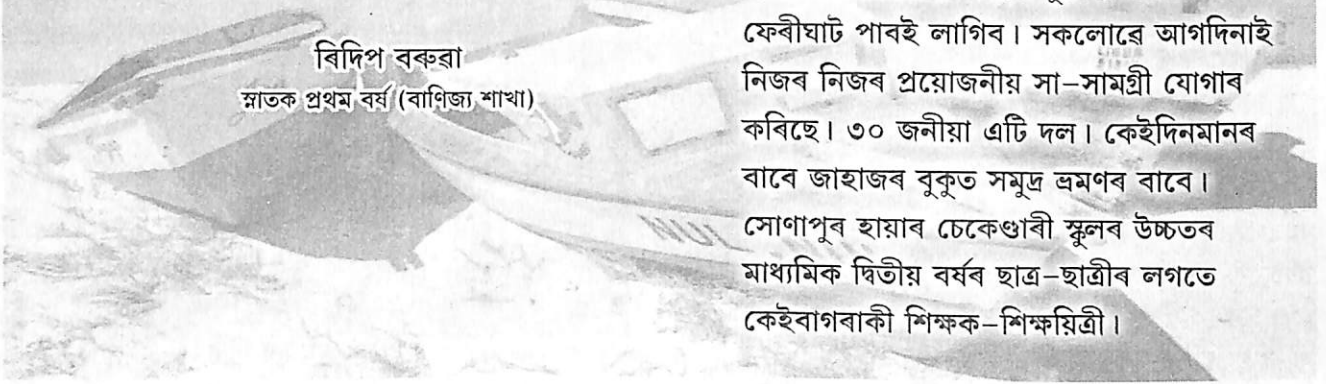 ৰিদিপ বৰুৱা
স্নাতক প্ৰথম বৰ্ষ (বাণিজ্য শাখা)
ফেৰীঘাট পাবই লাগিব। সকলোৱে আগদিনাই
নিজৰ নিজৰ প্ৰয়োজনীয় সা-সামগ্ৰী যোগাৰ
কৰিছে। ৩০ জনীয়া এটি দল। কেইদিনমানৰ
বাবে জাহাজৰ বুকুত সমুদ্ৰ ভ্ৰমণৰ বাবে।
সোণাপুৰ হায়াৰ চেকেণ্ডাৰী স্কুলৰ উচ্চতৰ
মাধ্যমিক দ্বিতীয় বৰ্ষৰ ছাত্ৰ-ছাত্ৰীৰ লগতে
কেইবাগৰাকী শিক্ষক-শিক্ষয়িত্ৰী।